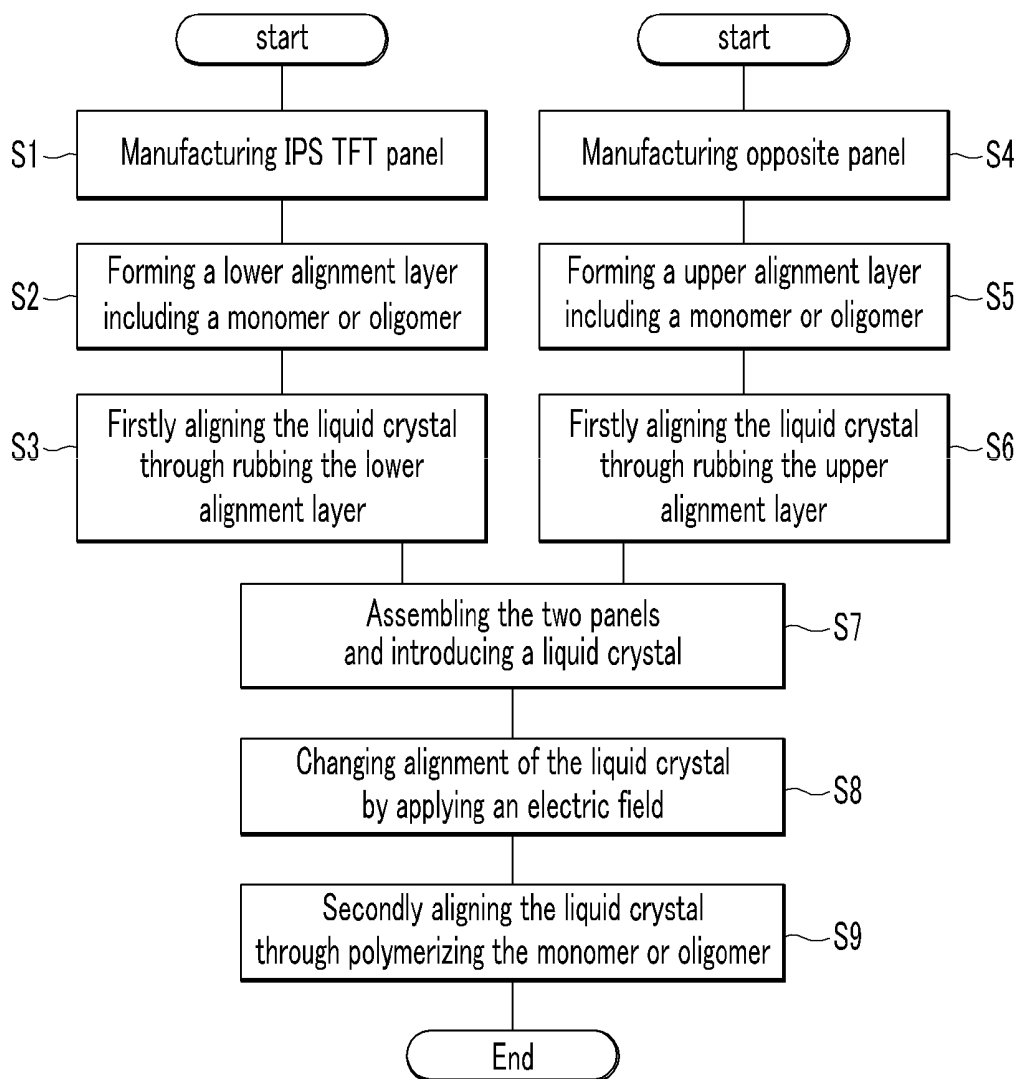 start
S1
Manufacturing IPS TFT panel
S2
Forming a lower alignment layer
including a monomer or oligomer
S3
Firstly aligning the liquid crystal
through rubbing the lower
alignment layer
start
Manufacturing opposite panel
S4
Forming a upper alignment layer
including a monomer or oligomer
S5
Firstly aligning the liquid crystal
through rubbing the upper
alignment layer
S6
Assembling the two panels
and introducing a liquid crystal
S7
Changing alignment of the liquid crystal
by applying an electric field
S8
Secondly aligning the liquid crystal
through polymerizing the monomer or oligomer
S9
End